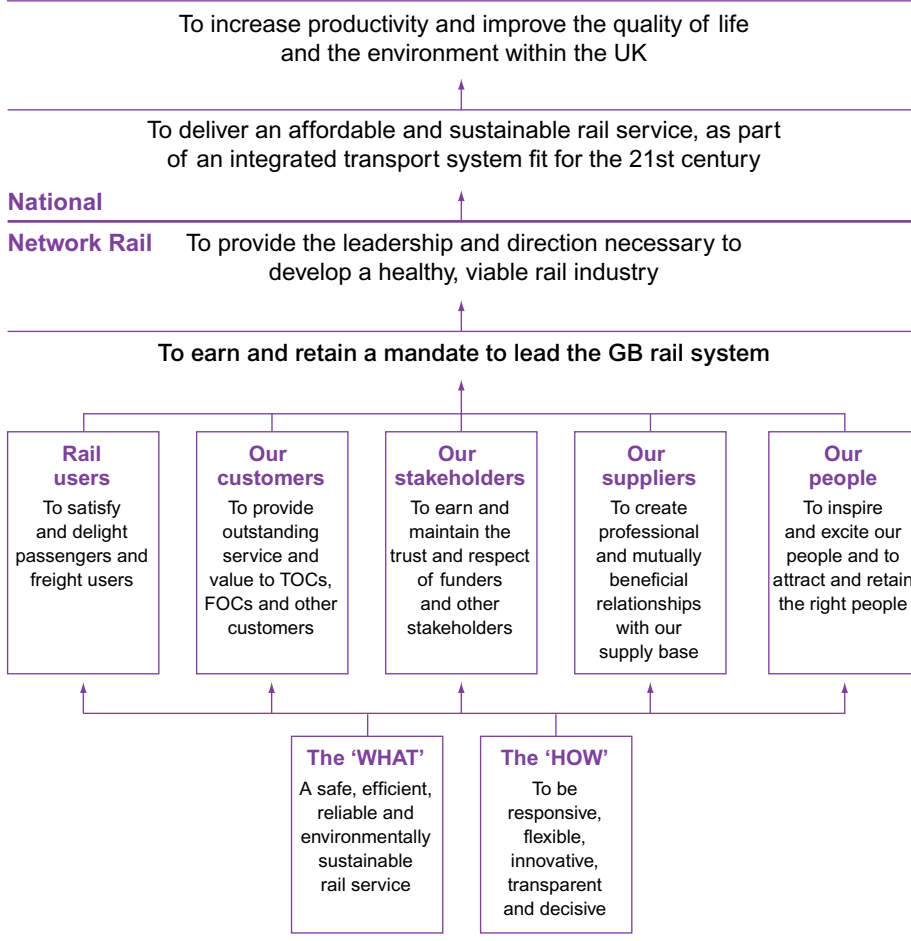 To increase productivity and improve the quality of life
and the environment within the UK
To deliver an affordable and sustainable rail service, as part
of an integrated transport system fit for the 21st century
National
Network Rail To provide the leadership and direction necessary to
develop a healthy, viable rail industry
To earn and retain a mandate to lead the GB rail system
Rail
users
To satisfy
and delight
passengers and
freight users
Our
customers
To provide
outstanding
service and
value to TOCs,
FOCs and other
customers
Our
stakeholders
To earn and
maintain the
trust and respect
of funders
and other
stakeholders
Our
suppliers
To create
professional
and mutually
beneficial
relationships
with our
supply base
Our
people
To inspire
and excite our
people and to
attract and retain
the right people
The ‘WHAT’
A safe, efficient,
reliable and
environmentally
sustainable
rail service
The ‘HOW’
To be
responsive,
flexible,
innovative,
transparent
and decisive